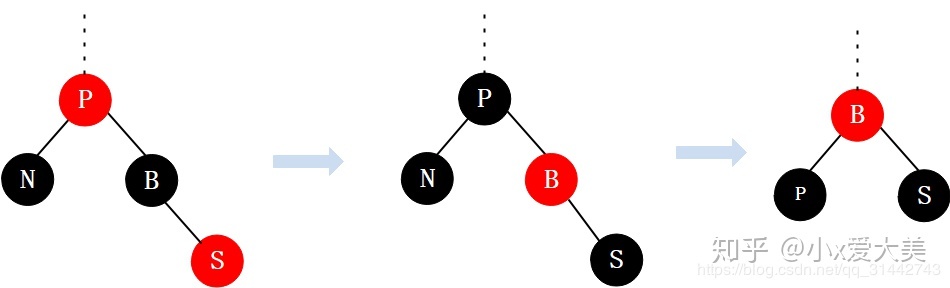 P
N B
S
P
N B
S
B
P S
知乎 @小x爱大美
https://blog.csdn.net/qq_31442743